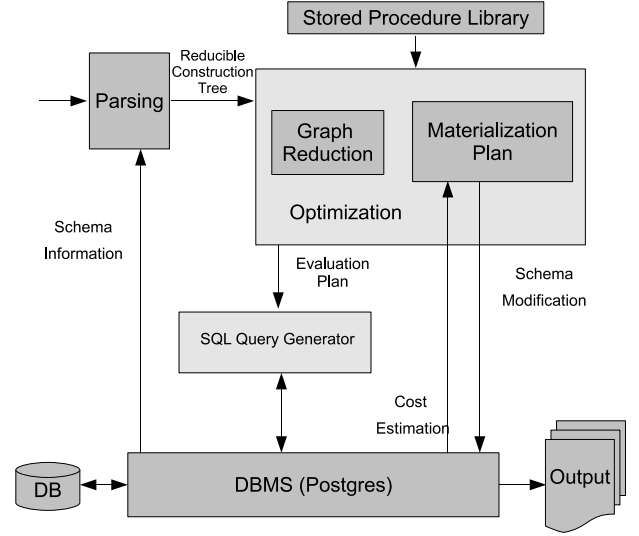 Stored Procedure Library
Reducible
Construction
Tree
Parsing
Graph
Reduction
Materialization
Plan
Optimization
Schema
Information
Evaluation
Plan
Schema
Modification
SQL Query Generator
Cost
Estimation
DB
DBMS (Postgres)
Output